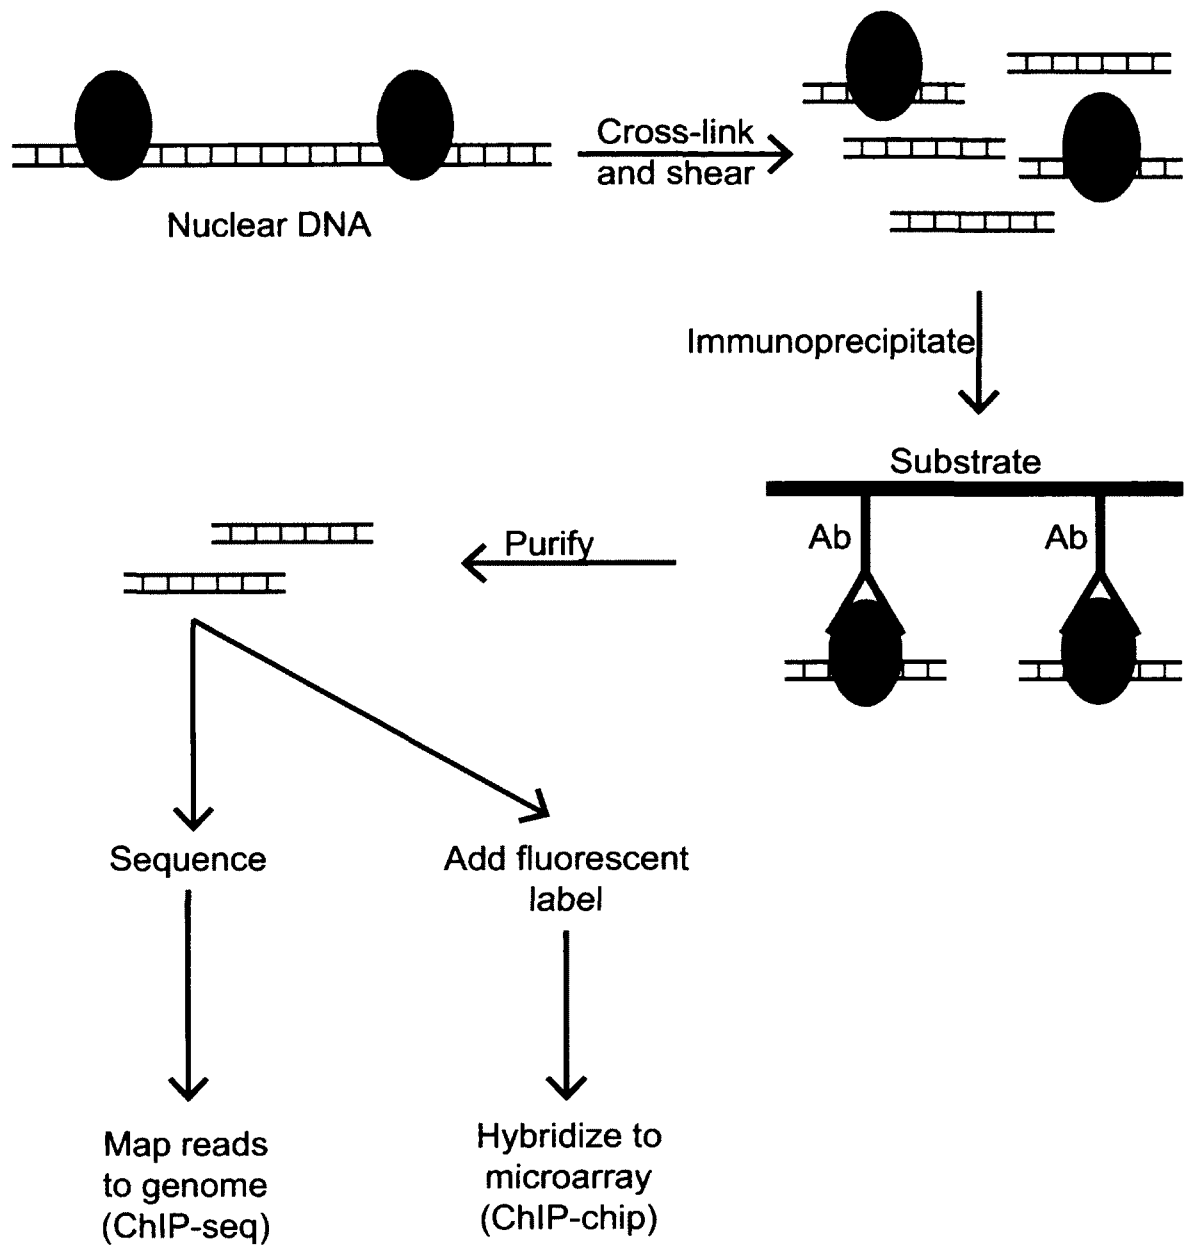 Cross-link
and shear
Nuclear DNA
Immunoprecipitate
Substrate
Ab
Ab
Purify
Sequence
Add fluorescent
label
Map reads
to genome
(ChIP-seq)
Hybridize to
microarray
(ChIP-chip)